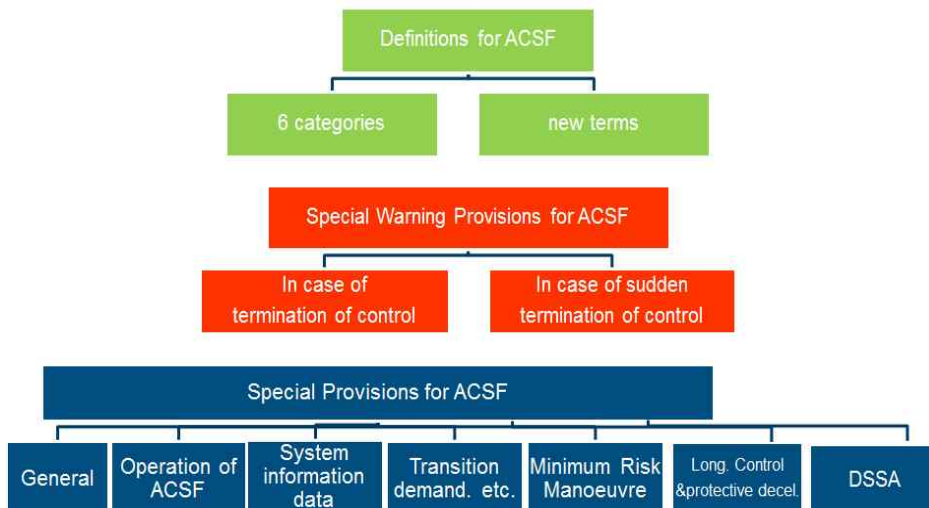 Definitions for ACSF
6 categories
new terms
Special Warning Provisions for ACSF
In case of
termination of control
In case of sudden
termination of control
Special Provisions for ACSF
General
Operation of
ACSF
System
information
data
Transition
demand. etc.
Minimum Risk
Manoeuvre
Long. Control
&protective decel.
DSSA